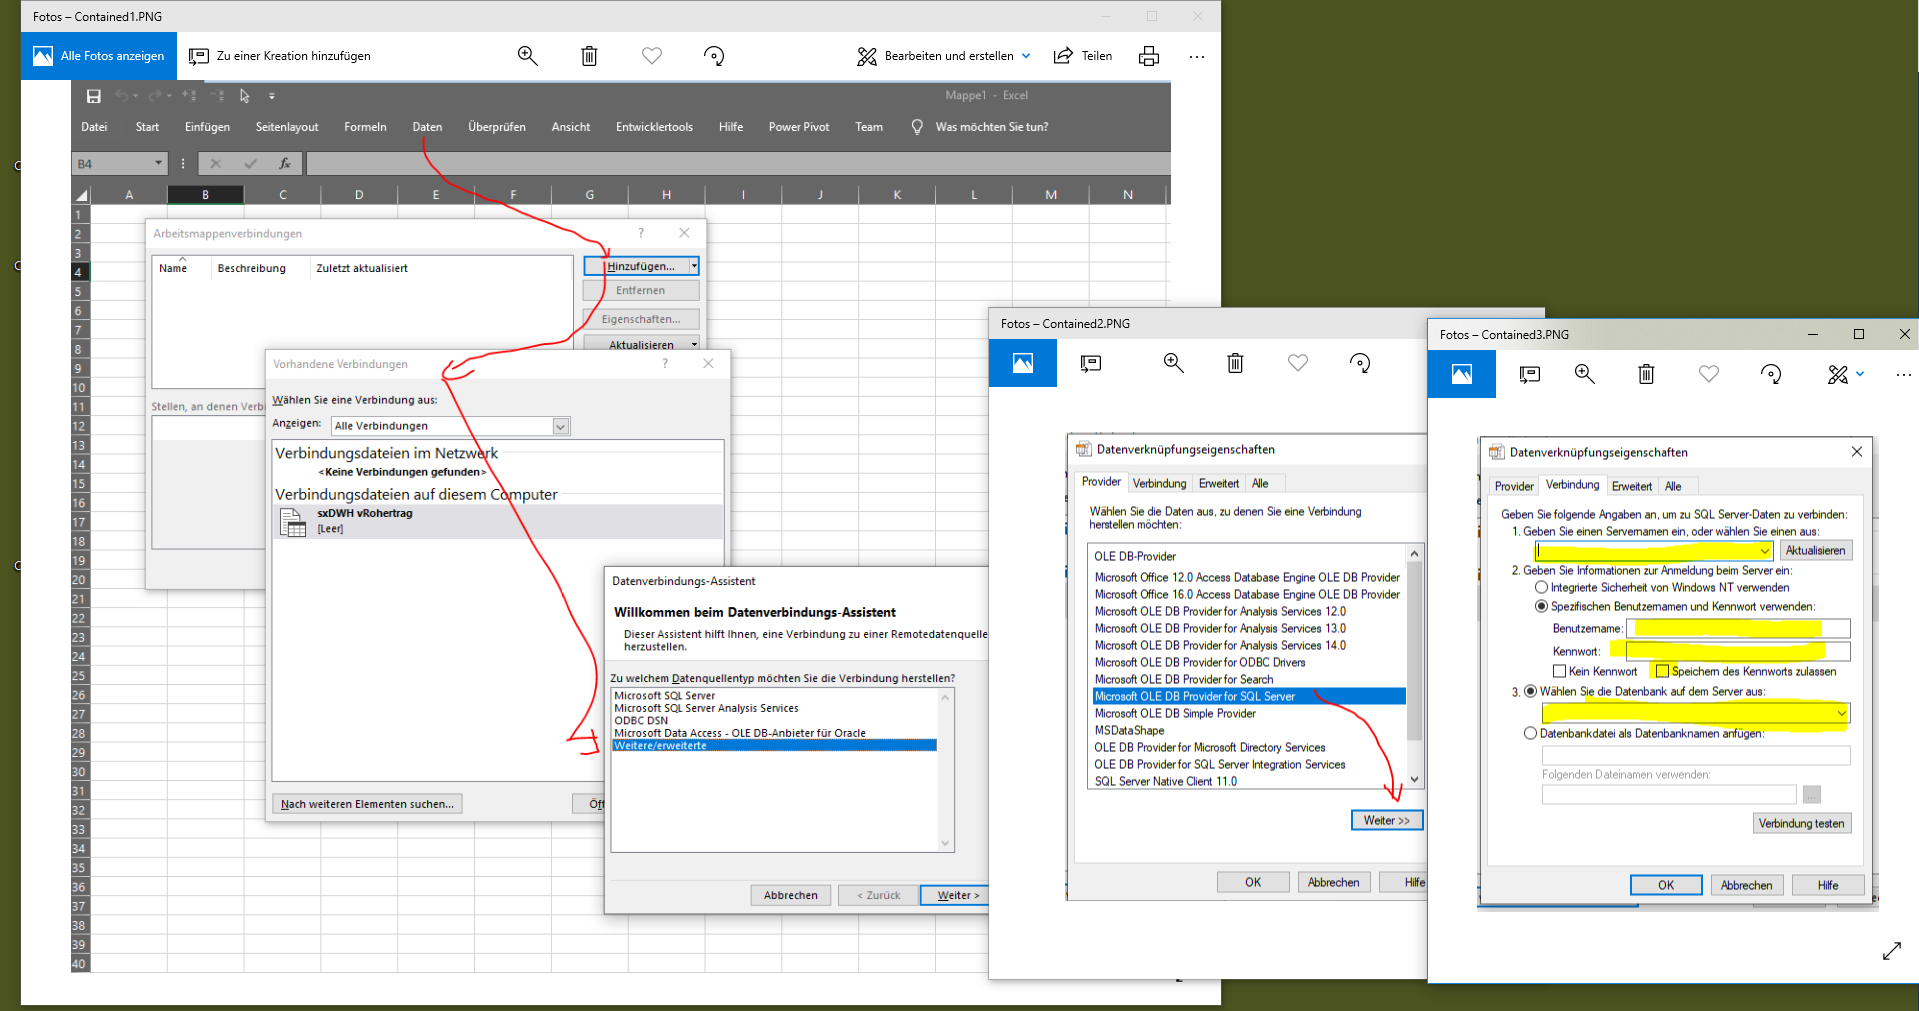 Fotos – Contained1.PNG
Alle Fotos anzeigen
Zu einer Kreation hinzufügen
Bearbeiten und erstellen
Teilen
Mappe1 - Excel
Datei Start Einfügen Seitenlayout Formeln Daten Überprüfen Ansicht Entwicklertools Hilfe Power Pivot Team Was möchten Sie tun?
B4
fx
A B C D E F G H I J K L M N
1
2
3
4
5
6
7
8
9
10
11
12
13
14
15
16
17
18
19
20
21
22
23
24
25
26
27
28
29
30
31
32
33
34
35
36
37
38
39
40
Arbeitsmappenverbindungen
?
Name Beschreibung Zuletzt aktualisiert
Hinzufügen...
Entfernen
Eigenschaften...
Aktualisieren
Stellen, an denen Verbi
Vorhandene Verbindungen
?
Wählen Sie eine Verbindung aus:
Anzeigen: Alle Verbindungen
Verbindungsdateien im Netzwerk
<Keine Verbindungen gefunden>
Verbindungsdateien auf diesem Computer
sxDWH vRohertrag
[Leer]
Nach weiteren Elementen suchen...
Öff
Datenverbindungs-Assistent
Willkommen beim Datenverbindungs-Assistent
Dieser Assistent hilft Ihnen, eine Verbindung zu einer Remotedatenquelle
herzustellen.
Zu welchem Datenquellentyp möchten Sie die Verbindung herstellen?
Microsoft SQL Server
Microsoft SQL Server Analysis Services
ODBC DSN
Microsoft Data Access - OLE DB-Anbieter für Oracle
Weitere/erweiterte
Abbrechen
< Zurück
Weiter >
Fotos – Contained2.PNG
Datenverknüpfungseigenschaften
Provider Verbindung Erweitert Alle
Wählen Sie die Daten aus, zu denen Sie eine Verbindung
herstellen möchten:
OLE DB-Provider
Microsoft Office 12.0 Access Database Engine OLE DB Provider
Microsoft Office 16.0 Access Database Engine OLE DB Provider
Microsoft OLE DB Provider for Analysis Services 12.0
Microsoft OLE DB Provider for Analysis Services 13.0
Microsoft OLE DB Provider for Analysis Services 14.0
Microsoft OLE DB Provider for ODBC Drivers
Microsoft OLE DB Provider for Search
Microsoft OLE DB Provider for SQL Server
Microsoft OLE DB Simple Provider
MSDataShape
OLE DB Provider for Microsoft Directory Services
OLE DB Provider for SQL Server Integration Services
SQL Server Native Client 11.0
Weiter >>
OK
Abbrechen
Hilfe
Fotos – Contained3.PNG
Datenverknüpfungseigenschaften
Provider Verbindung Erweitert Alle
Geben Sie folgende Angaben an, um zu SQL Server-Daten zu verbinden:
1. Geben Sie einen Servernamen ein, oder wählen Sie einen aus:
Aktualisieren
2. Geben Sie Informationen zur Anmeldung beim Server ein:
Integrierte Sicherheit von Windows NT verwenden
Spezifischen Benutzernamen und Kennwort verwenden:
Benutzername:
Kennwort:
Kein Kennwort Speichern des Kennworts zulassen
3. Wählen Sie die Datenbank auf dem Server aus:
Datenbankdatei als Datenbanknamen anfügen:
Folgenden Dateinamen verwenden:
...
Verbindung testen
OK
Abbrechen
Hilfe